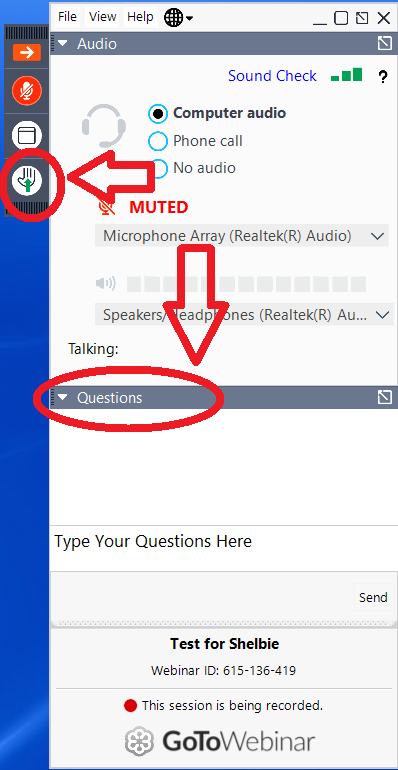 File View Help
Audio
Sound Check ?
Computer audio
Phone call
No audio
MUTED
Microphone Array (Realtek(R) Audio)
Speakers/Headphones (Realtek(R) Au...
Talking:
Questions
Type Your Questions Here
Send
Test for Shelbie
Webinar ID: 615-136-419
This session is being recorded.
GoToWebinar